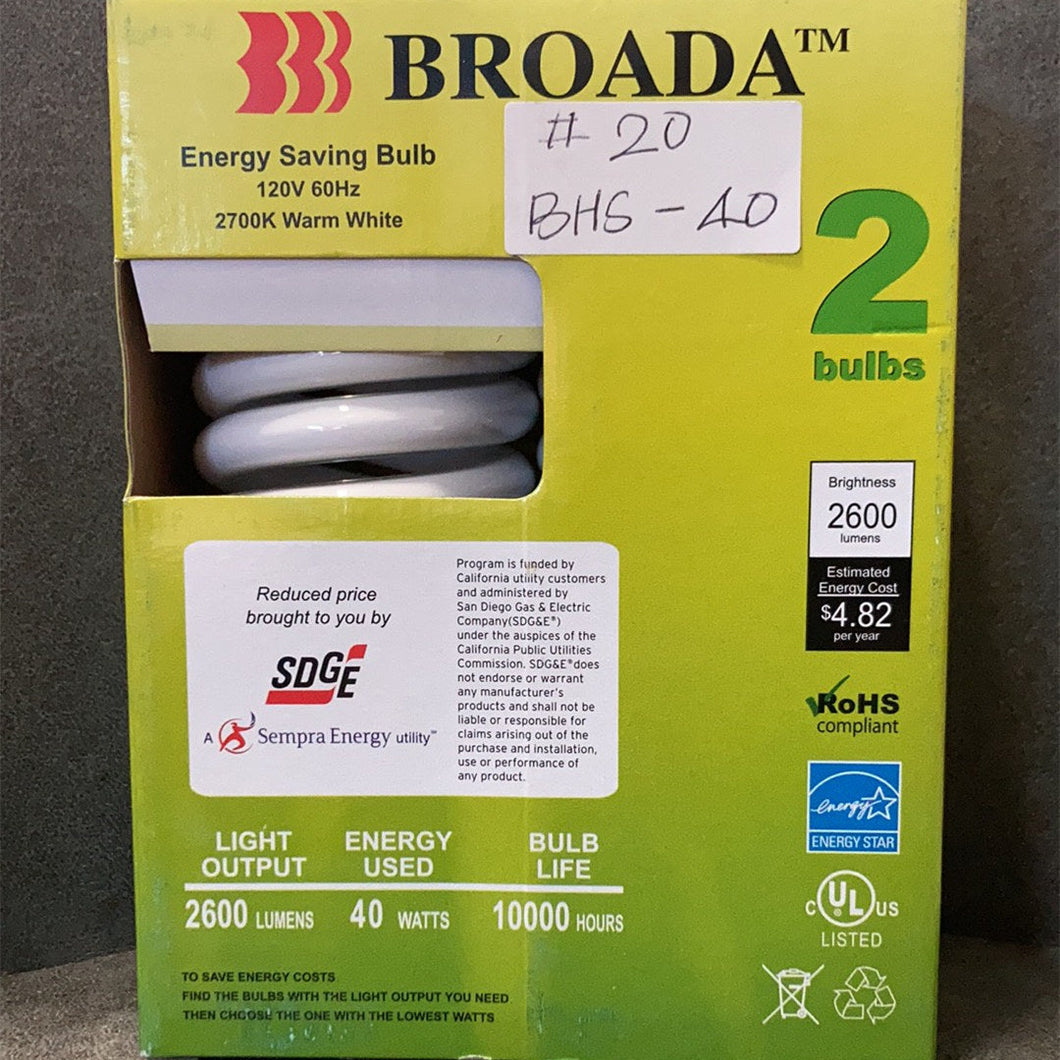 BROADA™
# 20
BHS - 40
Energy Saving Bulb
120V 60Hz
2700K Warm White
2
bulbs
Brightness
2600
lumens
Estimated
Energy Cost
$4.82
per year
Reduced price
brought to you by
SDGE
A Sempra Energy utility℠
Program is funded by
California utility customers
and administered by
San Diego Gas & Electric
Company(SDG&E®)
under the auspices of the
California Public Utilities
Commission. SDG&E®does
not endorse or warrant
any manufacturer's
products and shall not be
liable or responsible for
claims arising out of the
purchase and installation,
use or performance of
any product.
RoHS
compliant
energy
ENERGY STAR
LIGHT OUTPUT
2600 LUMENS
ENERGY USED
40 WATTS
BULB LIFE
10000 HOURS
C UL US
LISTED
TO SAVE ENERGY COSTS
FIND THE BULBS WITH THE LIGHT OUTPUT YOU NEED
THEN CHOOSE THE ONE WITH THE LOWEST WATTS